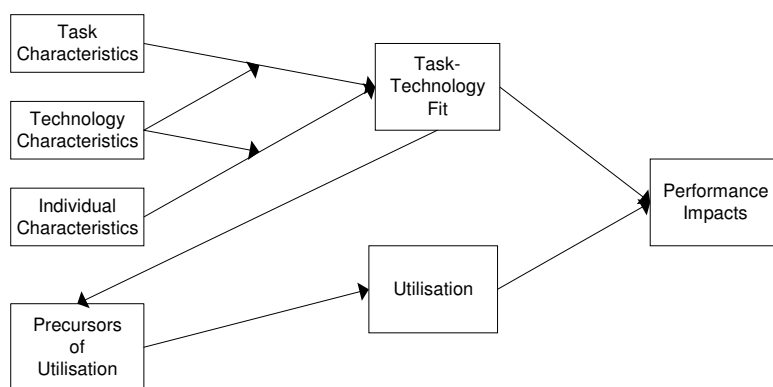 Task
Characteristics
Technology
Characteristics
Individual
Characteristics
Precursors
of
Utilisation
Task-
Technology
Fit
Utilisation
Performance
Impacts